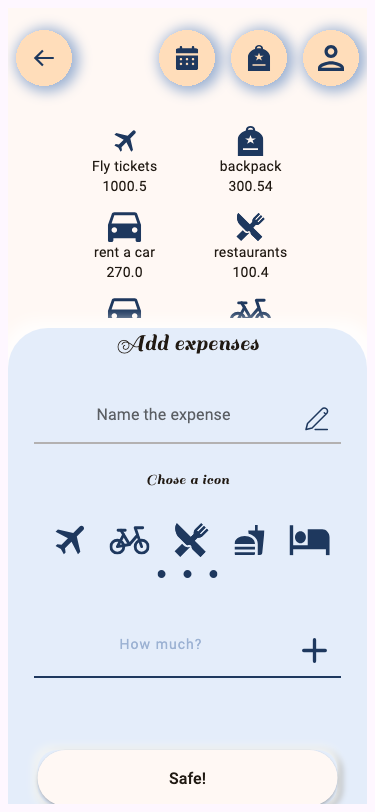 Fly tickets backpack
1000.5 300.54
rent a car restaurants
270.0 100.4
Add expenses
Name the expense
Chose a icon
How much?
Safe!